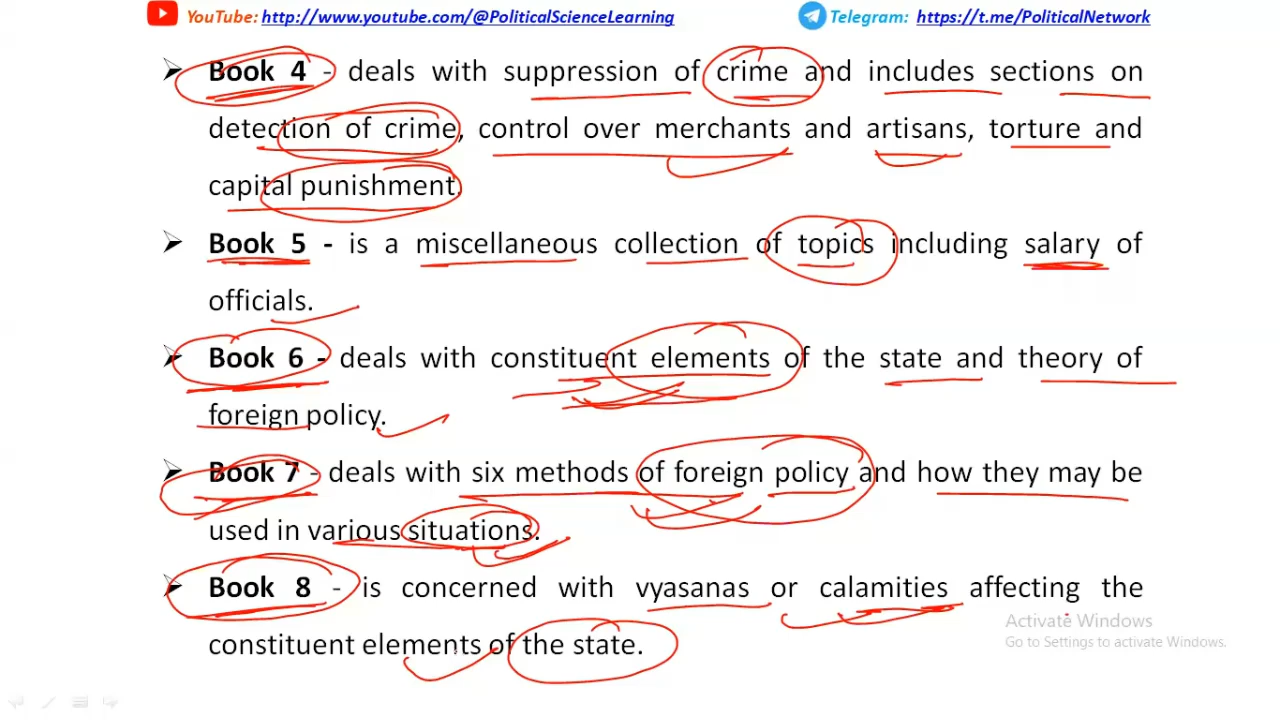 YouTube: http://www.youtube.com/@PoliticalScienceLearning Telegram: https://t.me/PoliticalNetwork
➤ Book 4 - deals with suppression of crime and includes sections on
detection of crime, control over merchants and artisans, torture and
capital punishment.
➤ Book 5 - is a miscellaneous collection of topics including salary of
officials.
➤ Book 6 - deals with constituent elements of the state and theory of
foreign policy.
➤ Book 7 - deals with six methods of foreign policy and how they may be
used in various situations.
➤ Book 8 - is concerned with vyasanas or calamities affecting the
constituent elements of the state.
Activate Windows
Go to Settings to activate Windows.